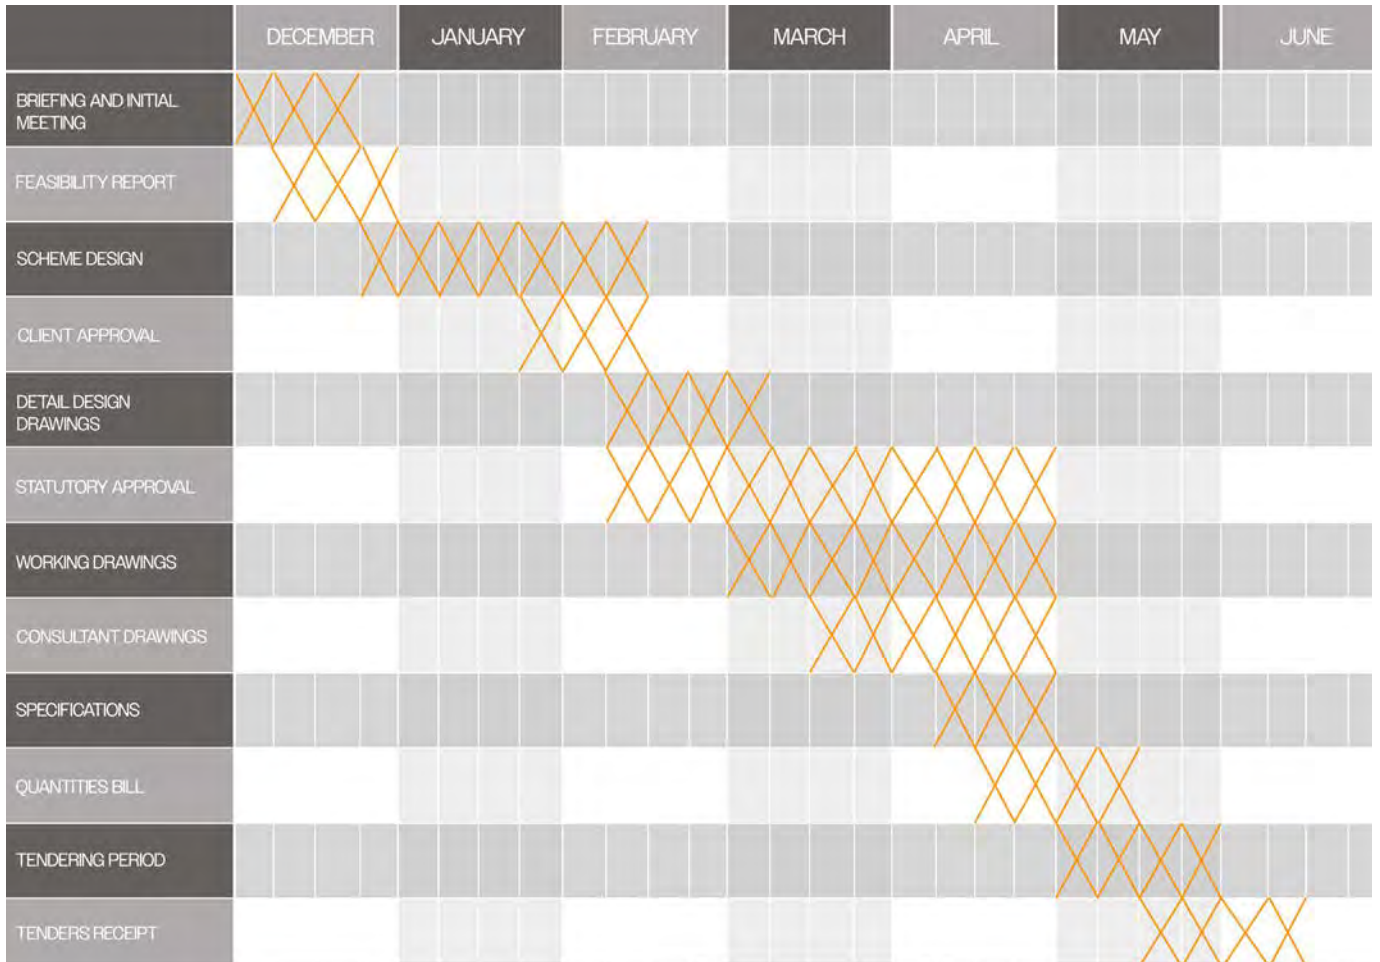 DECEMBER JANUARY FEBRUARY MARCH APRIL MAY JUNE
BRIEFING AND INITIAL
MEETING
FEASIBILITY REPORT
SCHEME DESIGN
CLIENT APPROVAL
DETAIL DESIGN
DRAWINGS
STATUTORY APPROVAL
WORKING DRAWINGS
CONSULTANT DRAWINGS
SPECIFICATIONS
QUANTITIES BILL
TENDERING PERIOD
TENDERS RECEIPT